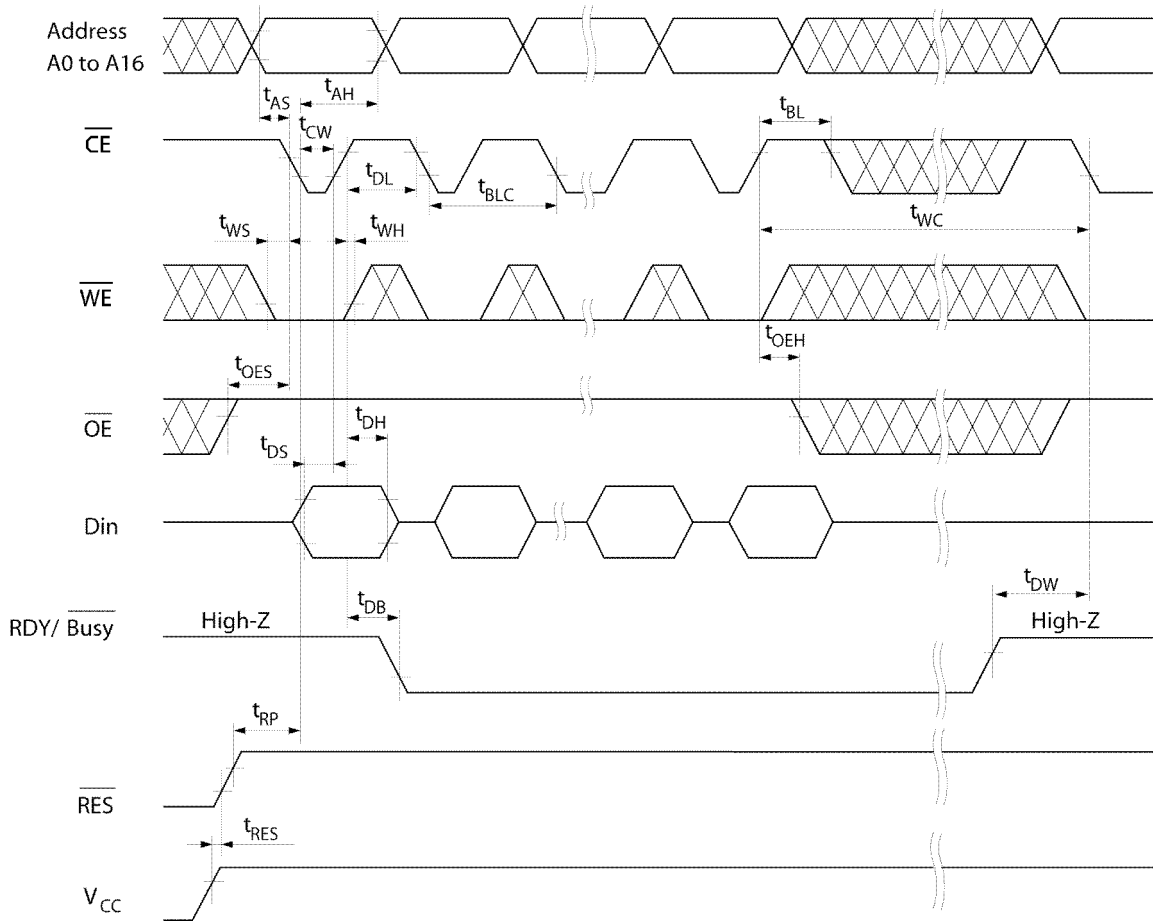 Address
A0 to A16
tAS
tAH
tBL
CE
tCW
tDL
tBLC
tWC
tWS
tWH
WE
tOEH
tOES
OE
tDH
tDS
Din
tDB
tDW
RDY/ Busy
High-Z
High-Z
tRP
RES
tRES
VCC